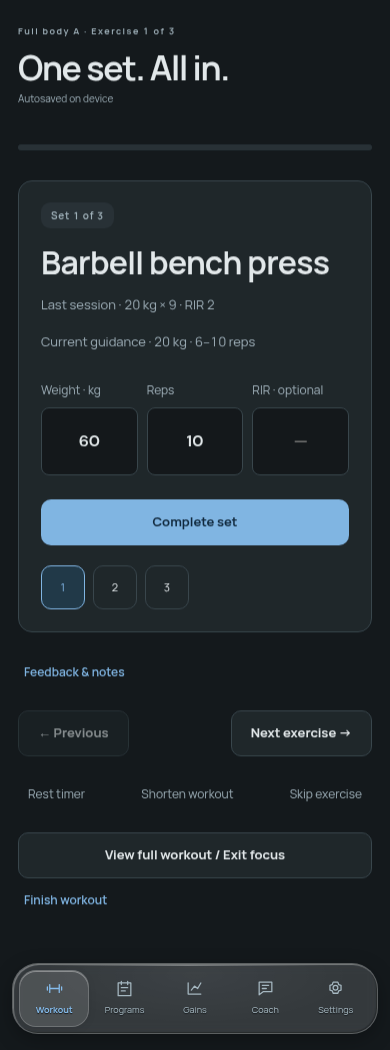 Full body A · Exercise 1 of 3
One set. All in.
Autosaved on device
Set 1 of 3
Barbell bench press
Last session · 20 kg × 9 · RIR 2
Current guidance · 20 kg · 6–10 reps
Weight · kg Reps RIR · optional
60 10 —
Complete set
1 2 3
Feedback & notes
← Previous Next exercise →
Rest timer Shorten workout Skip exercise
View full workout / Exit focus
Finish workout
Workout Programs Gains Coach Settings